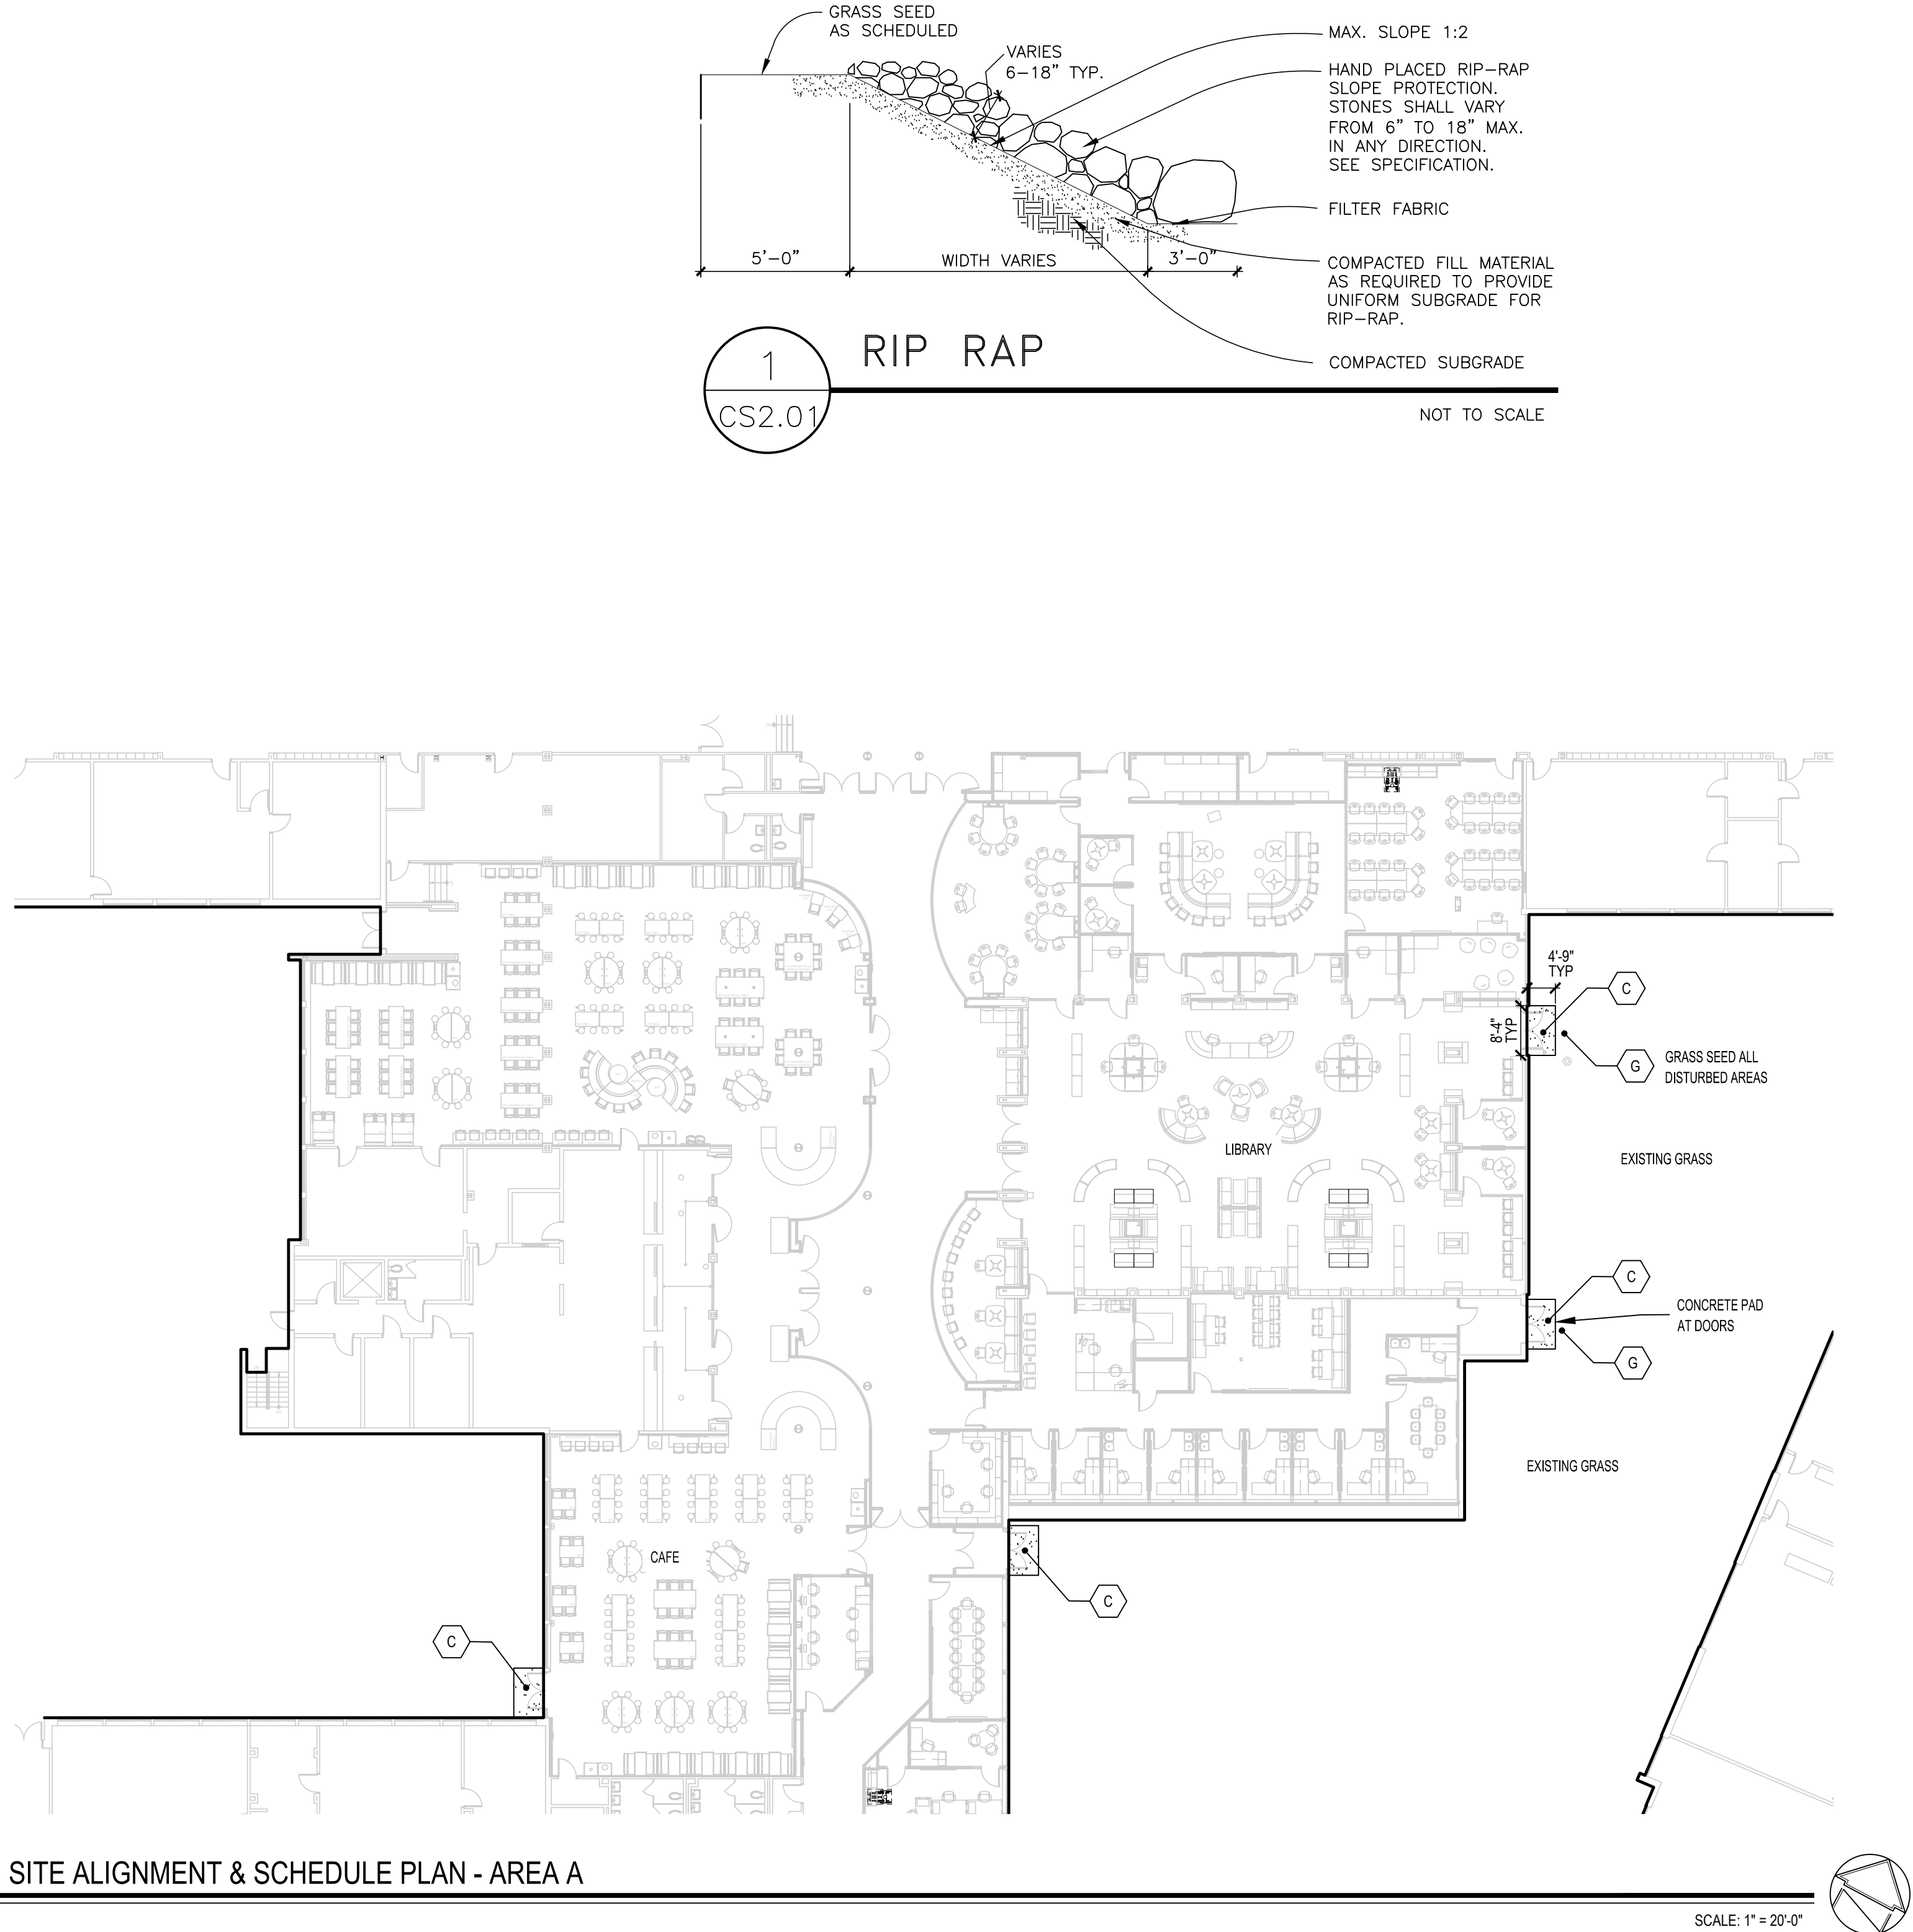 GRASS SEED
AS SCHEDULED
VARIES
6-18" TYP.
MAX. SLOPE 1:2
HAND PLACED RIP-RAP
SLOPE PROTECTION.
STONES SHALL VARY
FROM 6" TO 18" MAX.
IN ANY DIRECTION.
SEE SPECIFICATION.
FILTER FABRIC
5'-0"
WIDTH VARIES
3'-0"
COMPACTED FILL MATERIAL
AS REQUIRED TO PROVIDE
UNIFORM SUBGRADE FOR
RIP-RAP.
COMPACTED SUBGRADE
1
CS2.01
RIP RAP
NOT TO SCALE
4'-9"
TYP
C
8'-4"
TYP
G
GRASS SEED ALL
DISTURBED AREAS
LIBRARY
EXISTING GRASS
C
CONCRETE PAD
AT DOORS
G
EXISTING GRASS
CAFE
C
C
SITE ALIGNMENT & SCHEDULE PLAN - AREA A
SCALE: 1" = 20'-0"